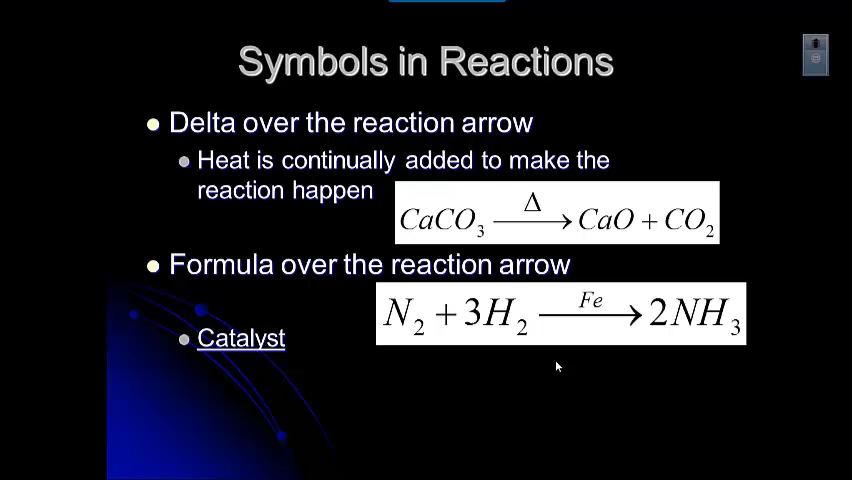 Symbols in Reactions
Delta over the reaction arrow
Heat is continually added to make the
reaction happen
Δ
CaCO₃ ⟶ CaO + CO₂
Formula over the reaction arrow
Fe
N₂ + 3H₂ ⟶ 2NH₃
Catalyst